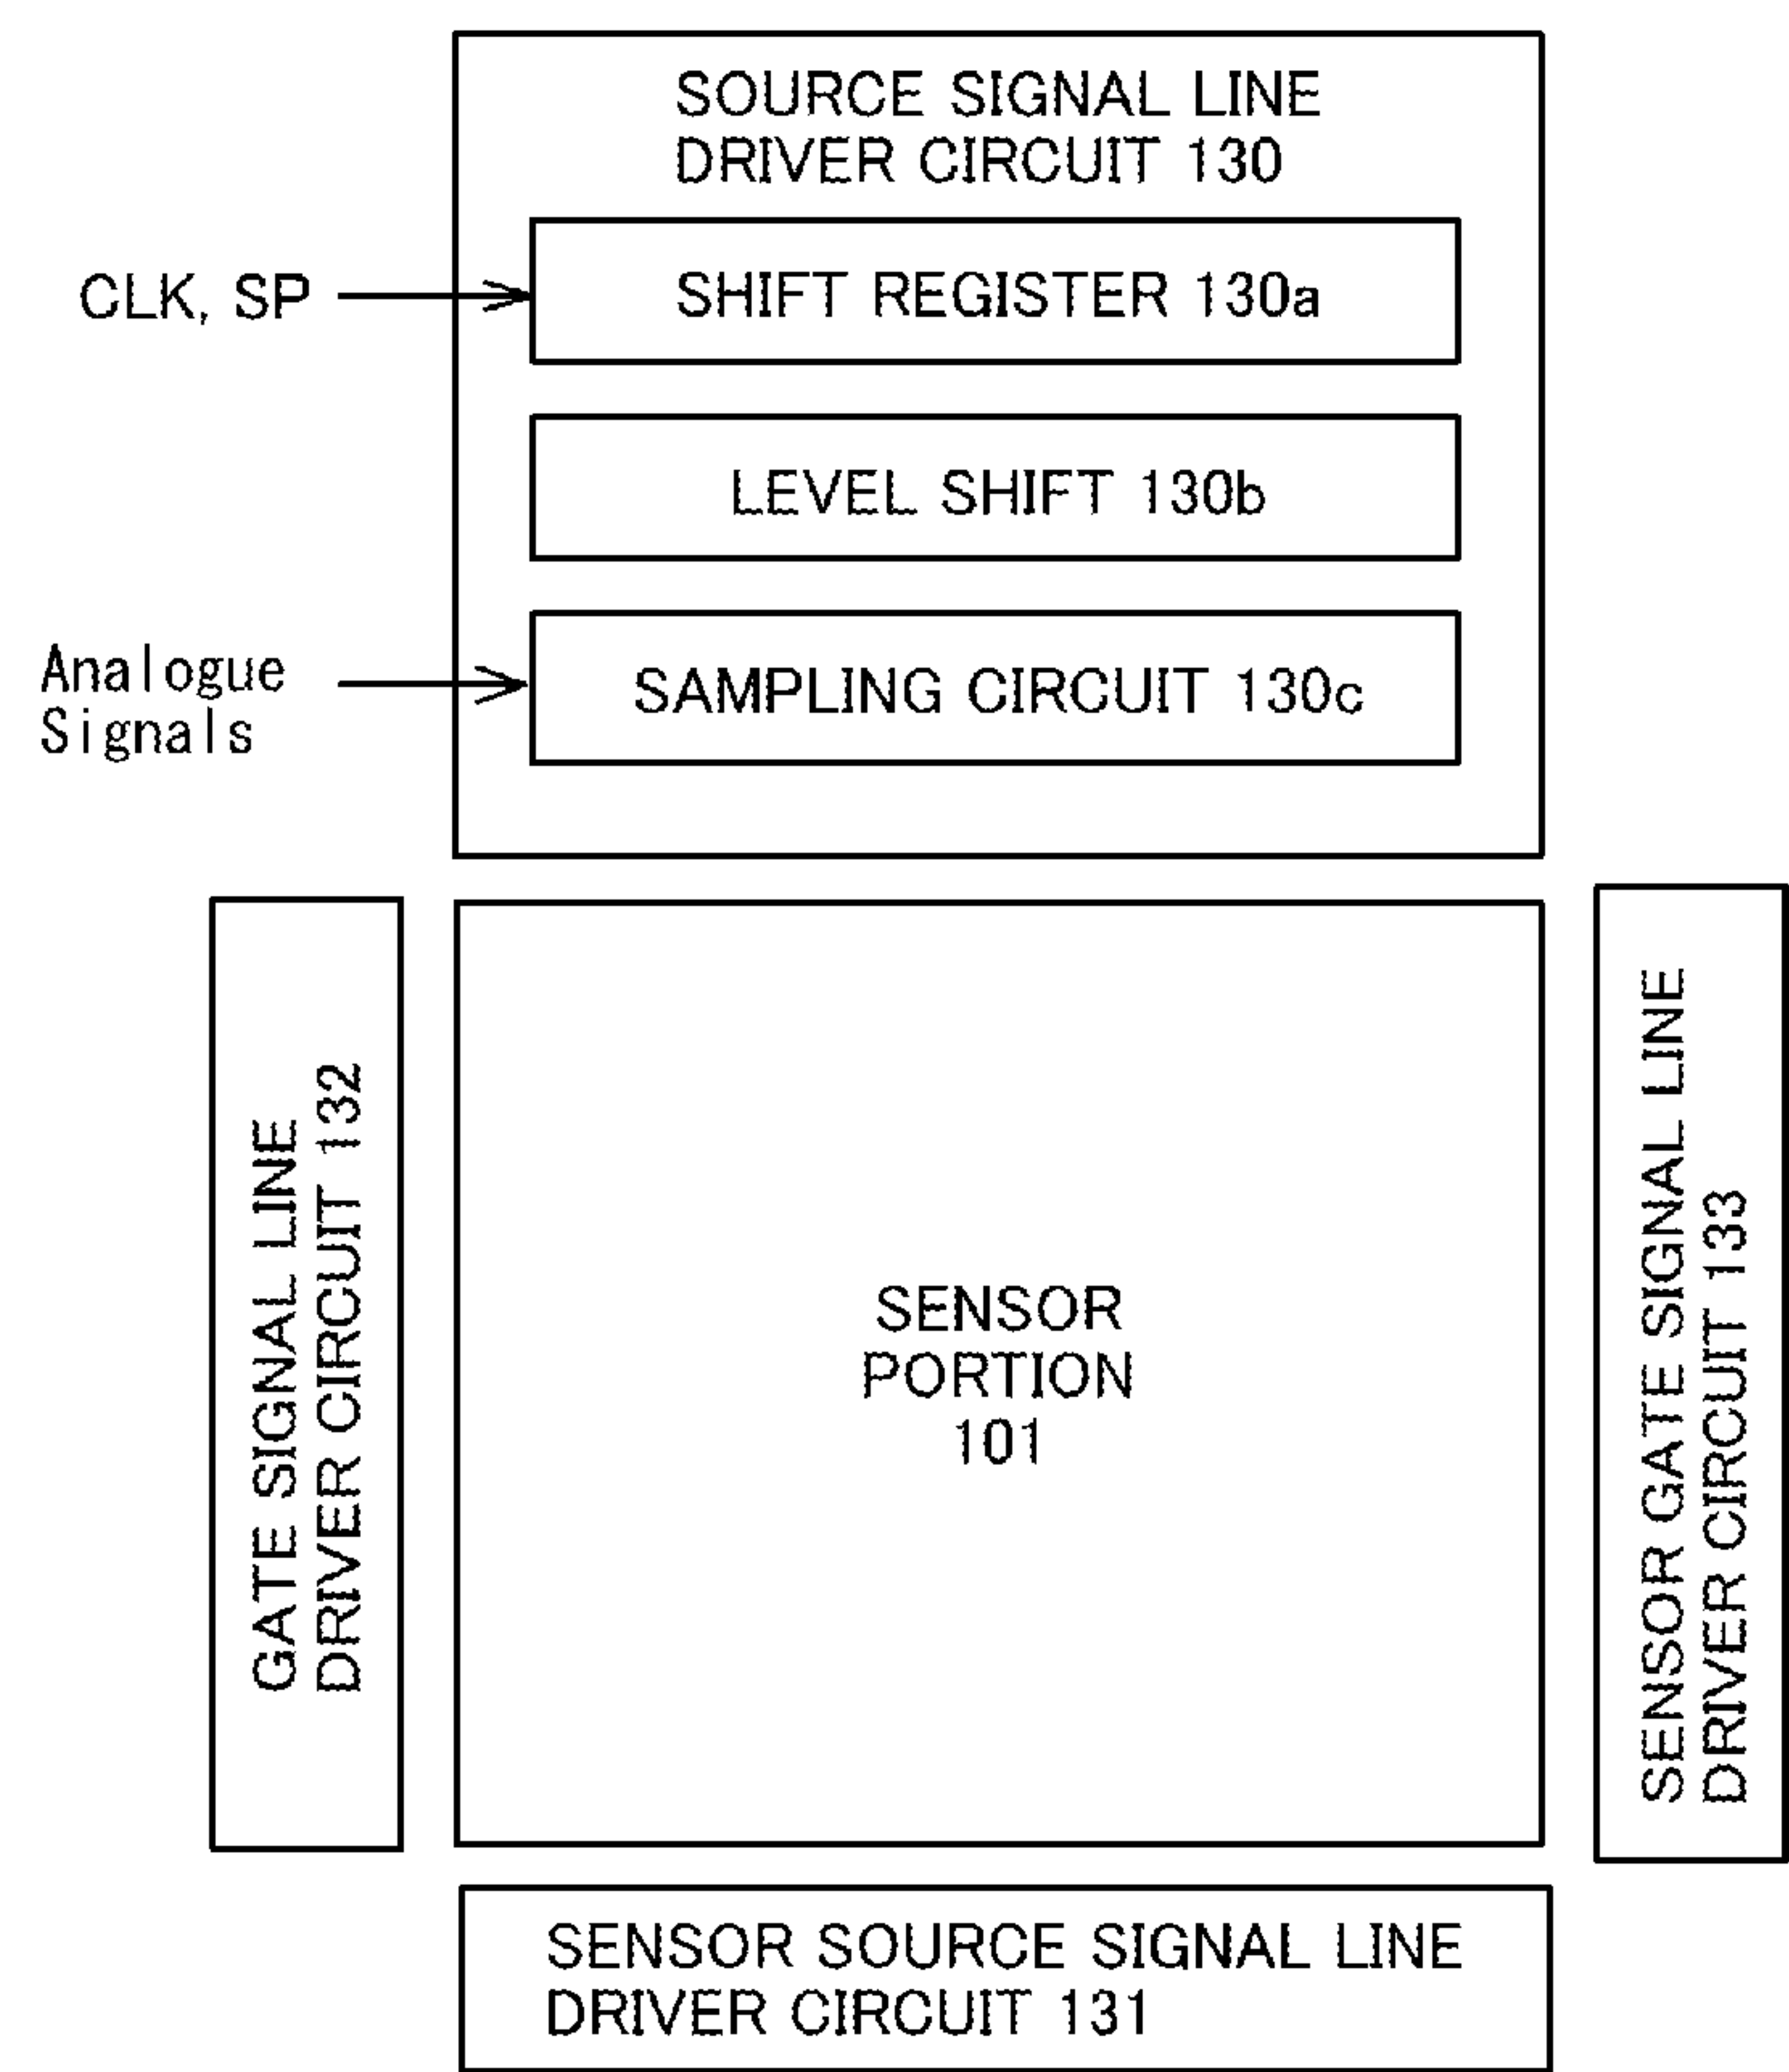 SOURCE SIGNAL LINE
DRIVER CIRCUIT 130
CLK, SP
SHIFT REGISTER 130a
LEVEL SHIFT 130b
Analogue
Signals
SAMPLING CIRCUIT 130c
GATE SIGNAL LINE
DRIVER CIRCUIT 132
SENSOR
PORTION
101
SENSOR GATE SIGNAL LINE
DRIVER CIRCUIT 133
SENSOR SOURCE SIGNAL LINE
DRIVER CIRCUIT 131